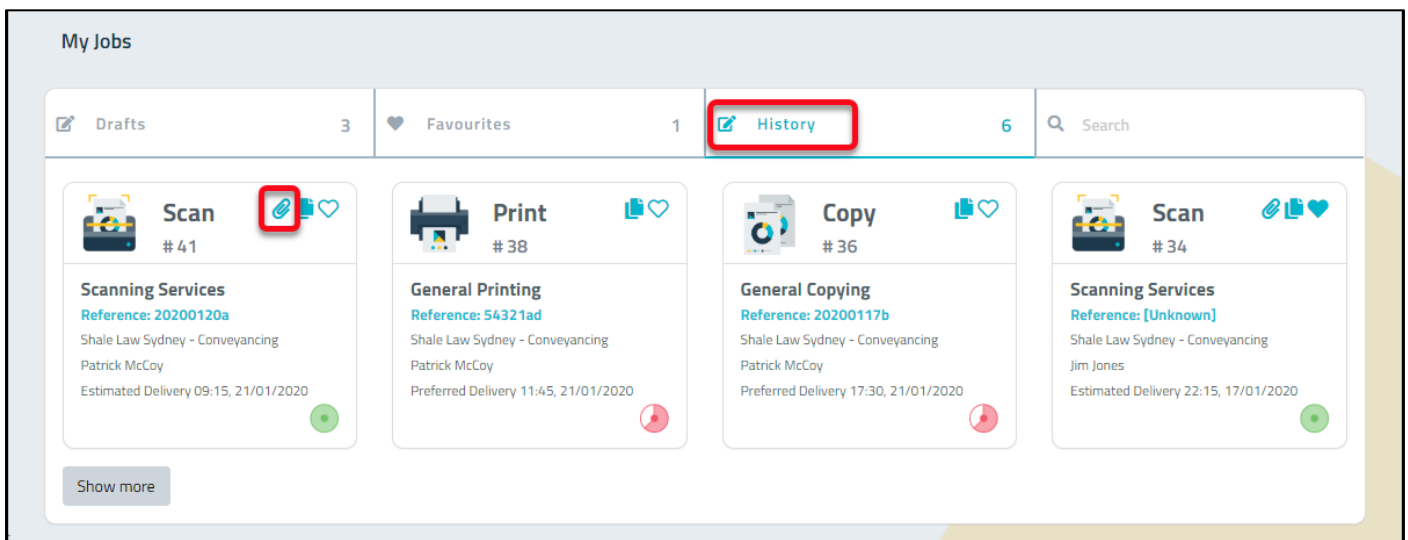 My Jobs
Drafts 3 Favourites 1 History 6 Search
Scan
# 41
Scanning Services
Reference: 20200120a
Shale Law Sydney - Conveyancing
Patrick McCoy
Estimated Delivery 09:15, 21/01/2020
Print
# 38
General Printing
Reference: 54321ad
Shale Law Sydney - Conveyancing
Patrick McCoy
Preferred Delivery 11:45, 21/01/2020
Copy
# 36
General Copying
Reference: 20200117b
Shale Law Sydney - Conveyancing
Patrick McCoy
Preferred Delivery 17:30, 21/01/2020
Scan
# 34
Scanning Services
Reference: [Unknown]
Shale Law Sydney - Conveyancing
Jim Jones
Estimated Delivery 22:15, 17/01/2020
Show more